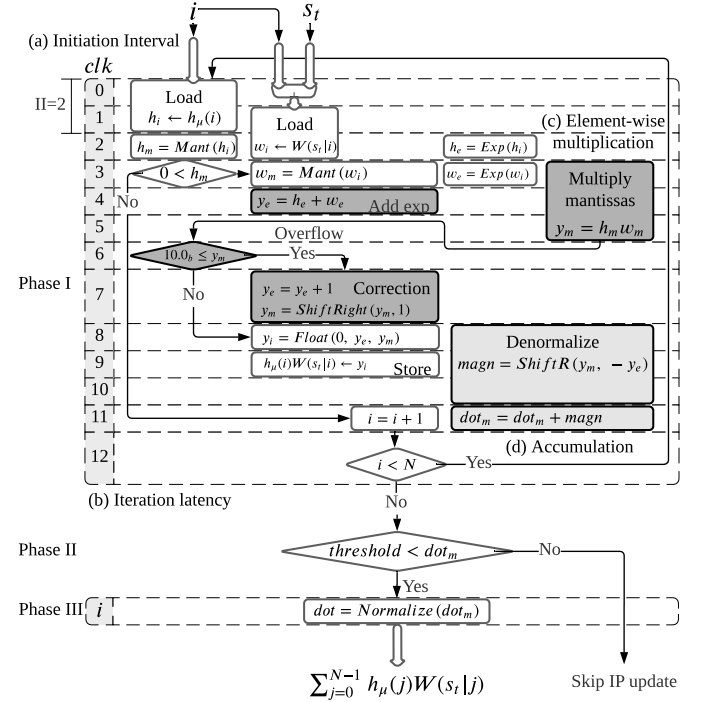 i s_t
(a) Initiation Interval
clk
0
II=2
Load
h_i ← h_μ(i)
1
Load
w_i ← W(s_t|i)
(c) Element-wise
multiplication
2
h_m = Mant(h_i)
h_e = Exp(h_i)
3
0 < h_m
w_m = Mant(w_i)
w_e = Exp(w_i)
Multiply
mantissas
y_m = h_m w_m
No
4
y_e = h_e + w_e
Add exp
5
Overflow
6
10.0_b ≤ y_m
Yes
Phase I
No
7
y_e = y_e + 1 Correction
y_m = ShiftRight(y_m, 1)
8
y_i = Float(0, y_e, y_m)
Denormalize
magn = ShiftR(y_m, − y_e)
9
h_μ(i)W(s_t|i) ← y_i
Store
10
11
i = i + 1
dot_m = dot_m + magn
(d) Accumulation
12
i < N
Yes
(b) Iteration latency
No
Phase II
threshold < dot_m
No
Yes
Phase III
i
dot = Normalize(dot_m)
∑_{j=0}^{N−1} h_μ(j)W(s_t|j)
Skip IP update